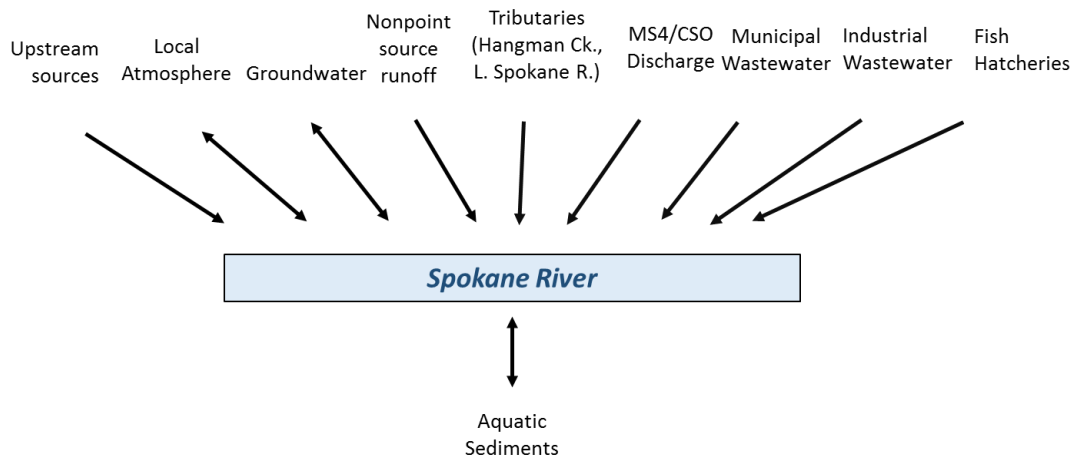 Upstream
sources
Local
Atmosphere
Groundwater
Nonpoint
source
runoff
Tributaries
(Hangman Ck.,
L. Spokane R.)
MS4/CSO
Discharge
Municipal
Wastewater
Industrial
Wastewater
Fish
Hatcheries
Spokane River
Aquatic
Sediments